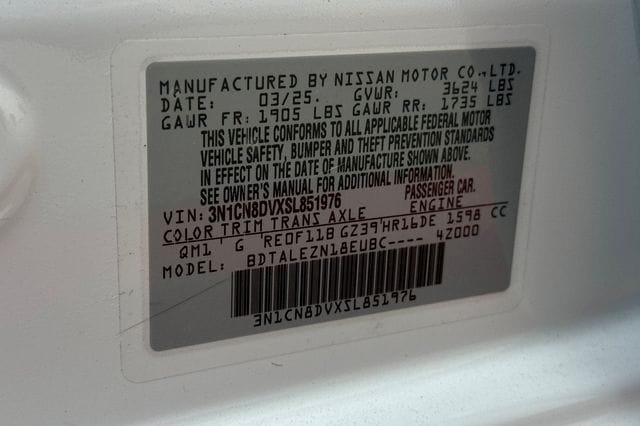 MANUFACTURED BY NISSAN MOTOR CO.,LTD.
DATE: 03/25. GVWR: 3624 LBS
GAWR FR: 1905 LBS GAWR RR: 1735 LBS
THIS VEHICLE CONFORMS TO ALL APPLICABLE FEDERAL MOTOR
VEHICLE SAFETY, BUMPER AND THEFT PREVENTION STANDARDS
IN EFFECT ON THE DATE OF MANUFACTURE SHOWN ABOVE.
SEE OWNER'S MANUAL FOR ADDITIONAL INFORMATION.
VIN: 3N1CN8DVXSL851976 PASSENGER CAR.
COLOR TRIM TRANS AXLE ENGINE
QM1 G 'RE0F11B GZ39'HR16DE 1598 CC
MODEL: BDTALEZN18EUBC---- 4Z000
3N1CN8DVXSL851976